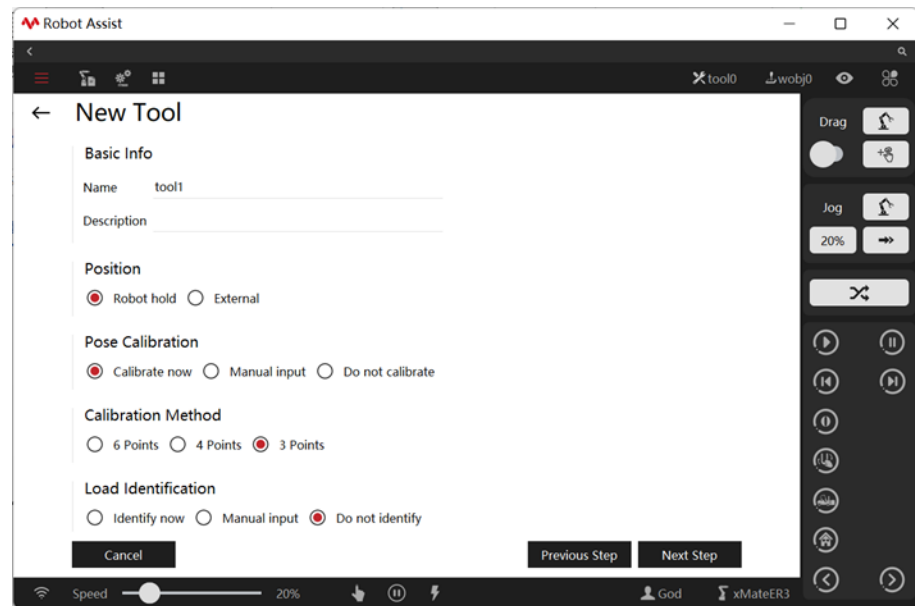 Robot Assist
tool0 wobj0
New Tool
Basic Info
Name tool1
Description
Position
Robot hold External
Pose Calibration
Calibrate now Manual input Do not calibrate
Calibration Method
6 Points 4 Points 3 Points
Load Identification
Identify now Manual input Do not identify
Cancel Previous Step Next Step
Drag
Jog
20%
Speed 20% God xMateER3